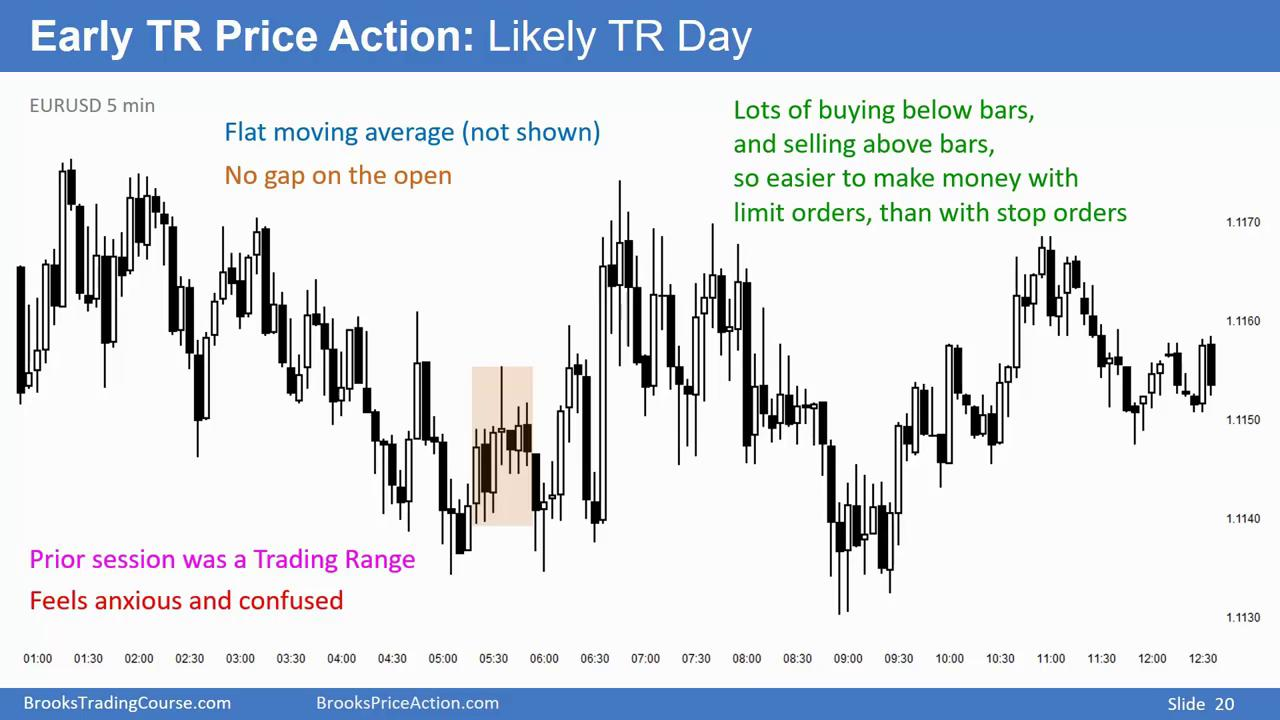 Early TR Price Action: Likely TR Day
EURUSD 5 min
Flat moving average (not shown)
No gap on the open
Lots of buying below bars,
and selling above bars,
so easier to make money with
limit orders, than with stop orders
1.1170
1.1160
1.1150
1.1140
1.1130
Prior session was a Trading Range
Feels anxious and confused
01:00 01:30 02:00 02:30 03:00 03:30 04:00 04:30 05:00 05:30 06:00 06:30 07:00 07:30 08:00 08:30 09:00 09:30 10:00 10:30 11:00 11:30 12:00 12:30
BrooksTradingCourse.com BrooksPriceAction.com Slide 20